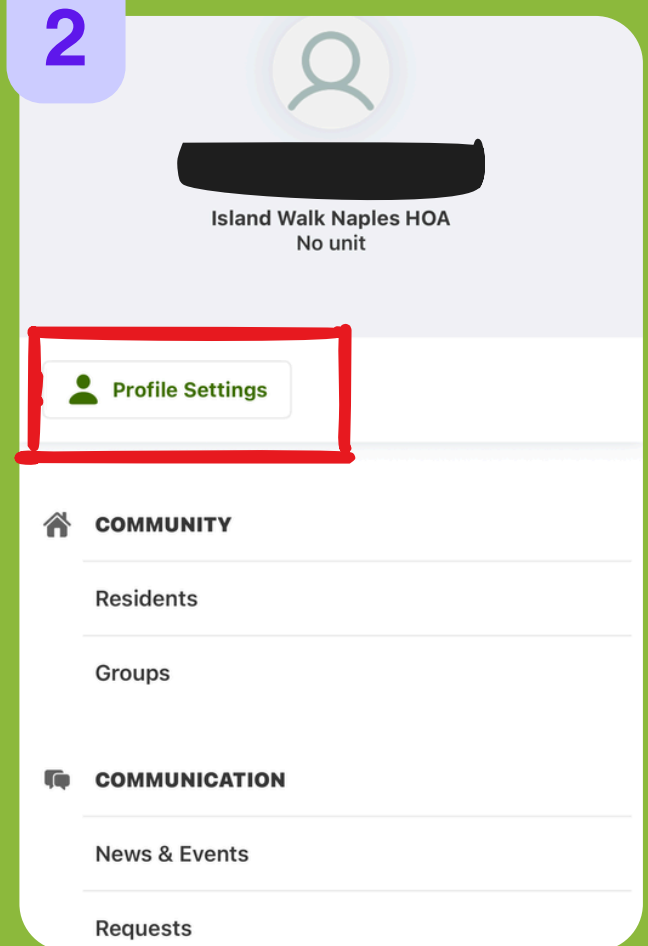 2
Island Walk Naples HOA
No unit
Profile Settings
COMMUNITY
Residents
Groups
COMMUNICATION
News & Events
Requests